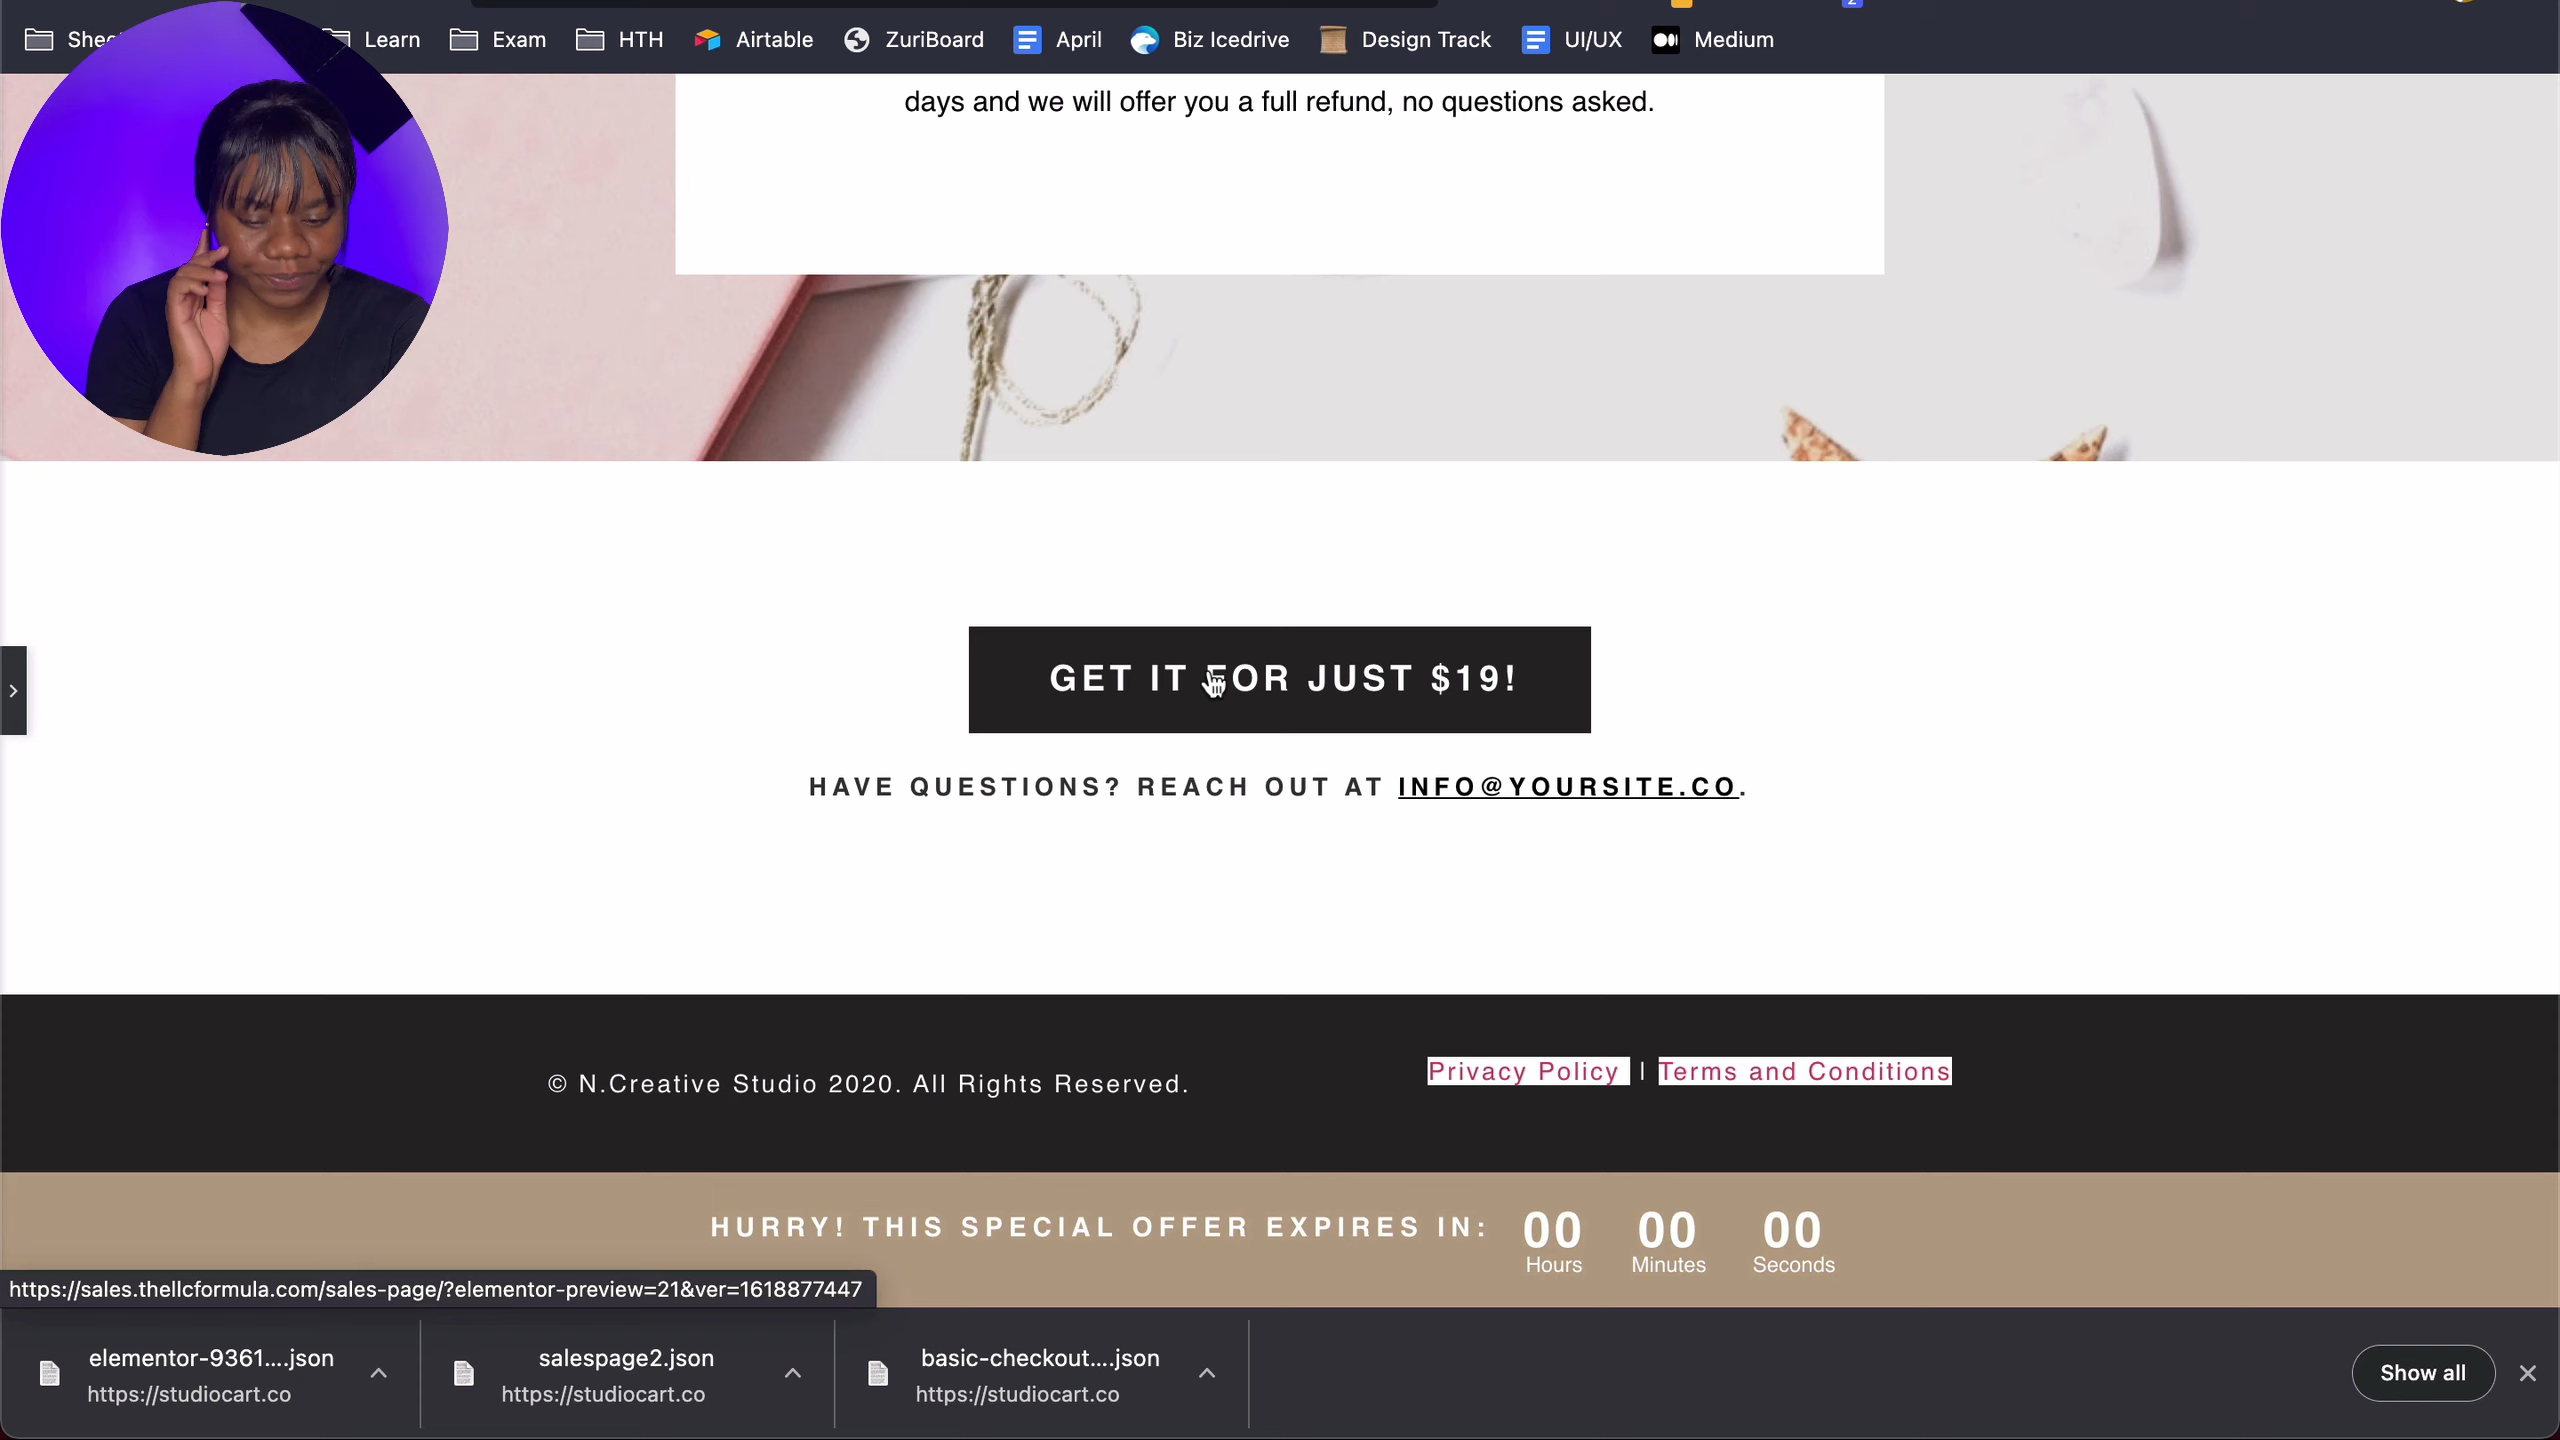 Learn
Exam
HTH
Airtable
ZuriBoard
April
Biz Icedrive
Design Track
UI/UX
Medium
days and we will offer you a full refund, no questions asked.
GET IT FOR JUST $19!
HAVE QUESTIONS? REACH OUT AT INFO@YOURSITE.CO.
© N.Creative Studio 2020. All Rights Reserved.
Privacy Policy | Terms and Conditions
HURRY! THIS SPECIAL OFFER EXPIRES IN: 00 00 00
Hours Minutes Seconds
https://sales.thellcformula.com/sales-page/?elementor-preview=21&ver=1618877447
elementor-9361....json
https://studiocart.co
salespage2.json
https://studiocart.co
basic-checkout....json
https://studiocart.co
Show all